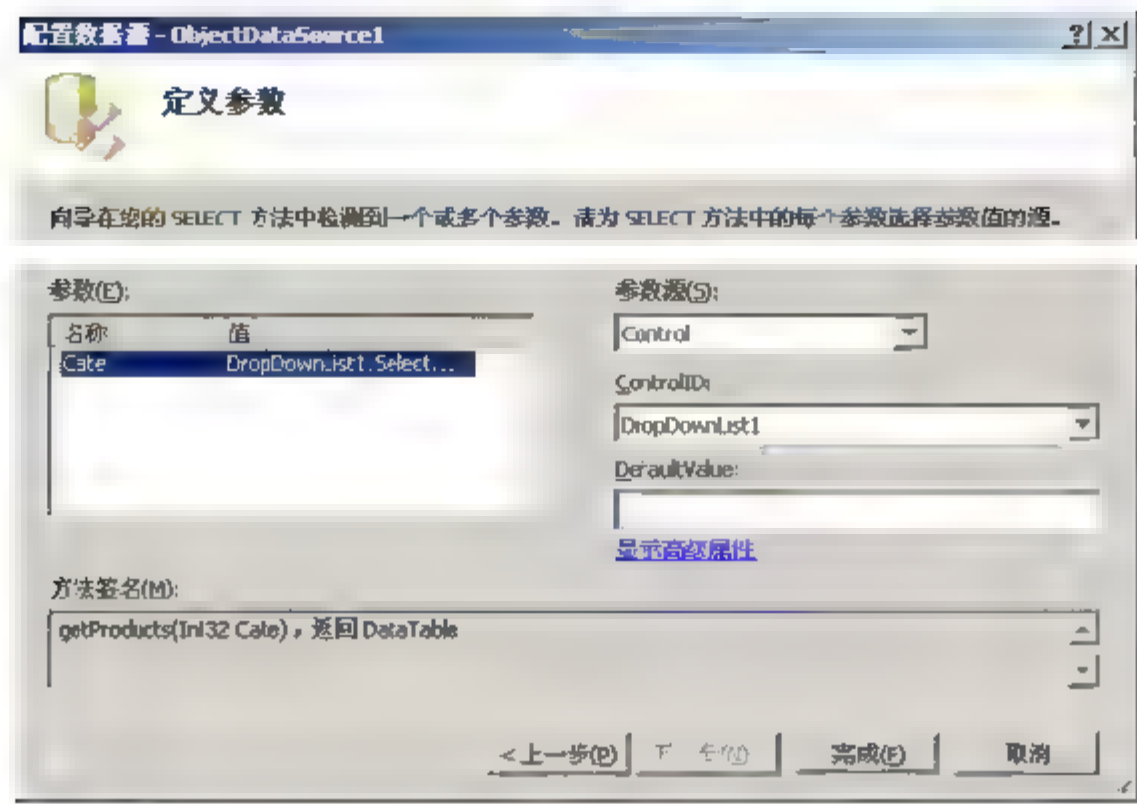 配置数据源 - ObjectDataSource1
定义参数
向导在您的 SELECT 方法中检测到一个或多个参数。请为 SELECT 方法中的每个参数选择参数值的源。
参数(E):
名称 值
Cate DropDownList1.Select...
参数源(S):
Control
ControlID:
DropDownList1
DefaultValue:
显示高级属性
方法签名(M):
getProducts(Int32 Cate)，返回 DataTable
<上一步(P) 下一步(N) 完成(F) 取消